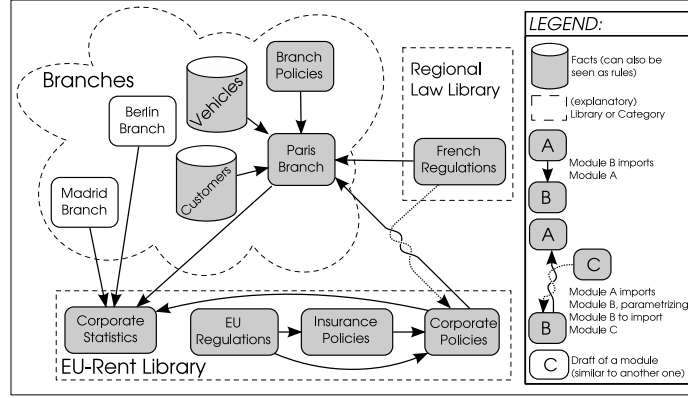 Branches
Branch
Policies
Vehicles
Berlin
Branch
Paris
Branch
Customers
Madrid
Branch
Regional
Law Library
French
Regulations
Corporate
Statistics
EU
Regulations
Insurance
Policies
Corporate
Policies
EU-Rent Library
LEGEND:
Facts (can also be
seen as rules)
(explanatory)
Library or Category
A
Module B imports
Module A
B
A
C
Module A imports
Module B, parametrizing
Module B to import
Module C
B
C
Draft of a module
(similar to another one)